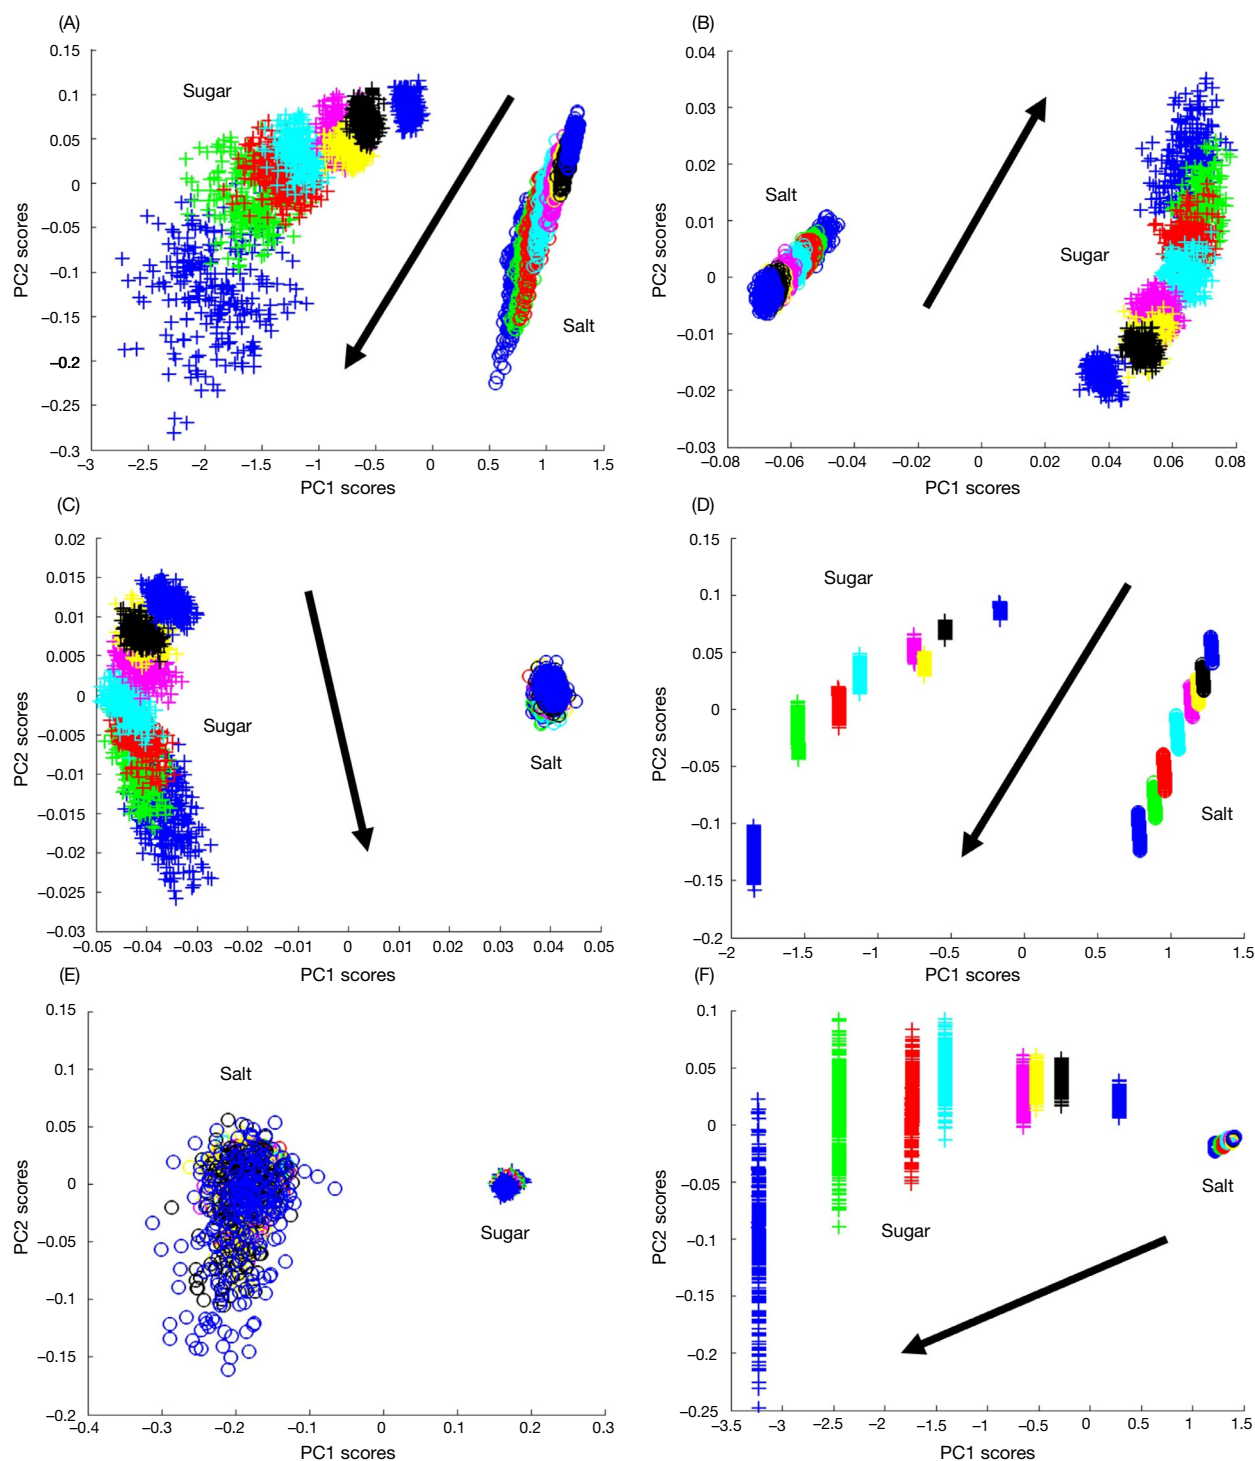 (A)
0.15
0.1
0.05
0
−0.05
−0.1
−0.15
−0.2
−0.25
−0.3
PC2 scores
Sugar
Salt
−3 −2.5 −2 −1.5 −1 −0.5 0 0.5 1 1.5
PC1 scores
(B)
0.04
0.03
0.02
0.01
0
−0.01
−0.02
−0.03
PC2 scores
Salt
Sugar
−0.08 −0.06 −0.04 −0.02 0 0.02 0.04 0.06 0.08
PC1 scores
(C)
0.02
0.015
0.01
0.005
0
−0.005
−0.01
−0.015
−0.02
−0.025
−0.03
PC2 scores
Sugar
Salt
−0.05 −0.04 −0.03 −0.01 −0.01 0 0.01 0.01 0.03 0.04 0.05
PC1 scores
(D)
0.15
0.1
0.05
0
−0.05
−0.1
−0.15
−0.2
PC2 scores
Sugar
Salt
−2 −1.5 −1 −0.5 0 0.5 1 1.5
PC1 scores
(E)
0.15
0.1
0.05
0
−0.05
−0.1
−0.15
−0.2
PC2 scores
Salt
Sugar
−0.4 −0.3 −0.2 −0.1 0 0.1 0.2 0.3
PC1 scores
(F)
0.1
0.05
0
−0.05
−0.1
−0.15
−0.2
−0.25
PC2 scores
Sugar
Salt
−3.5 −3 −2.5 −2 −1.5 −1 −0.5 0 0.5 1 1.5
PC1 scores